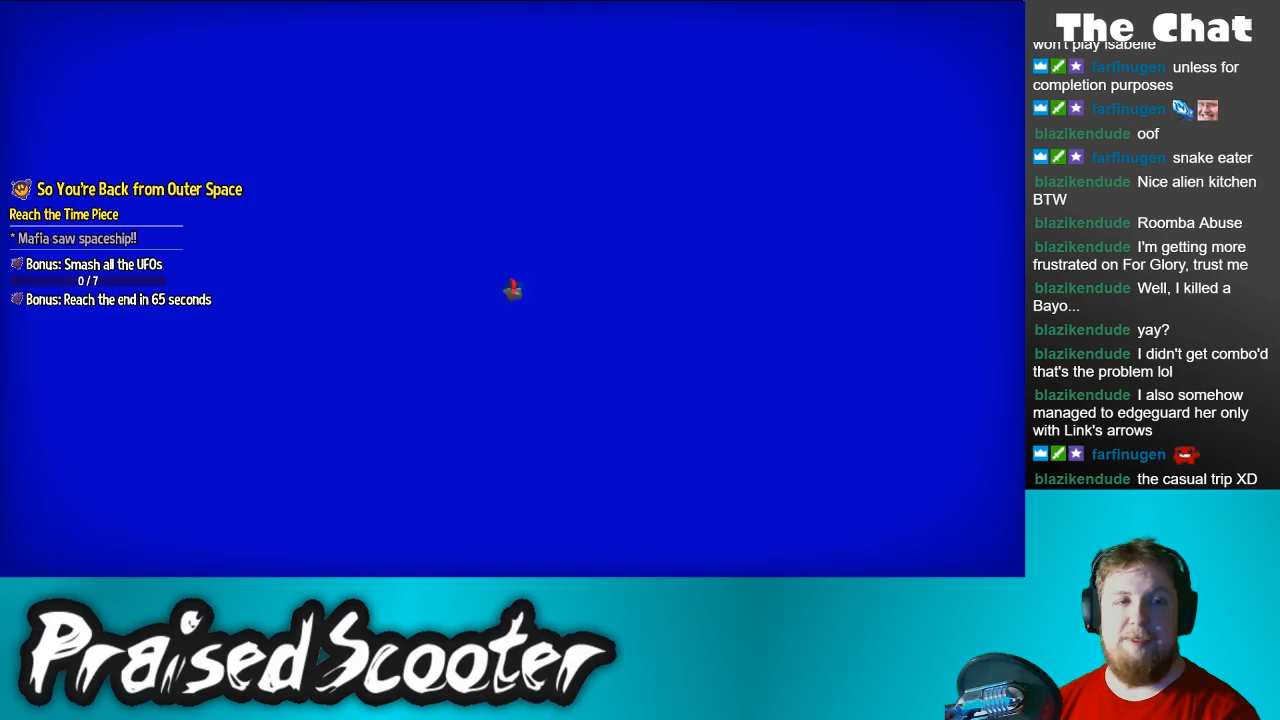 So You're Back from Outer Space
Reach the Time Piece
* Mafia saw spaceship!!
Bonus: Smash all the UFOs
0 / 7
Bonus: Reach the end in 65 seconds
The Chat
won't play isabelle
farfinugen unless for
completion purposes
farfinugen
blazikendude oof
farfinugen snake eater
blazikendude Nice alien kitchen
BTW
blazikendude Roomba Abuse
blazikendude I'm getting more
frustrated on For Glory, trust me
blazikendude Well, I killed a
Bayo...
blazikendude yay?
blazikendude I didn't get combo'd
that's the problem lol
blazikendude I also somehow
managed to edgeguard her only
with Link's arrows
farfinugen
blazikendude the casual trip XD
PraisedScooter